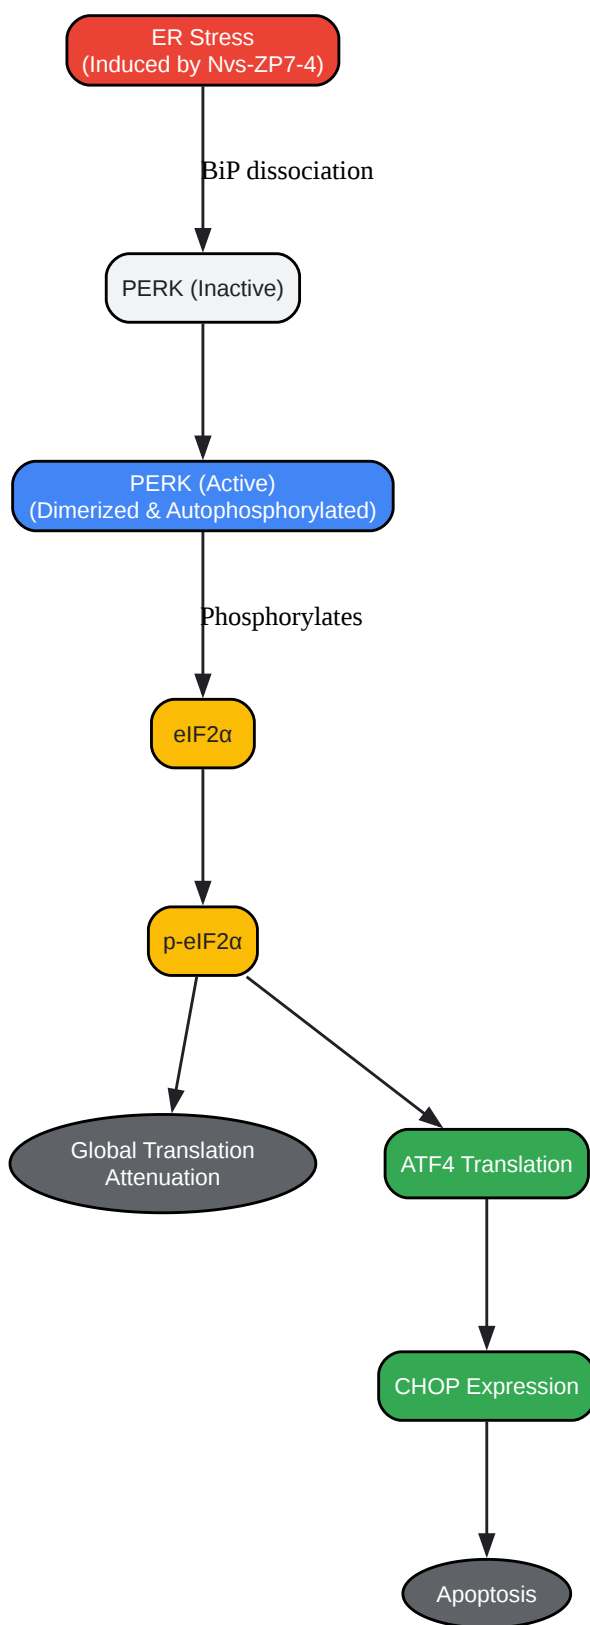 ER Stress
(Induced by Nvs-ZP7-4)
BiP dissociation
PERK (Inactive)
PERK (Active)
(Dimerized & Autophosphorylated)
Phosphorylates
eIF2α
p-eIF2α
Global Translation
Attenuation
ATF4 Translation
CHOP Expression
Apoptosis